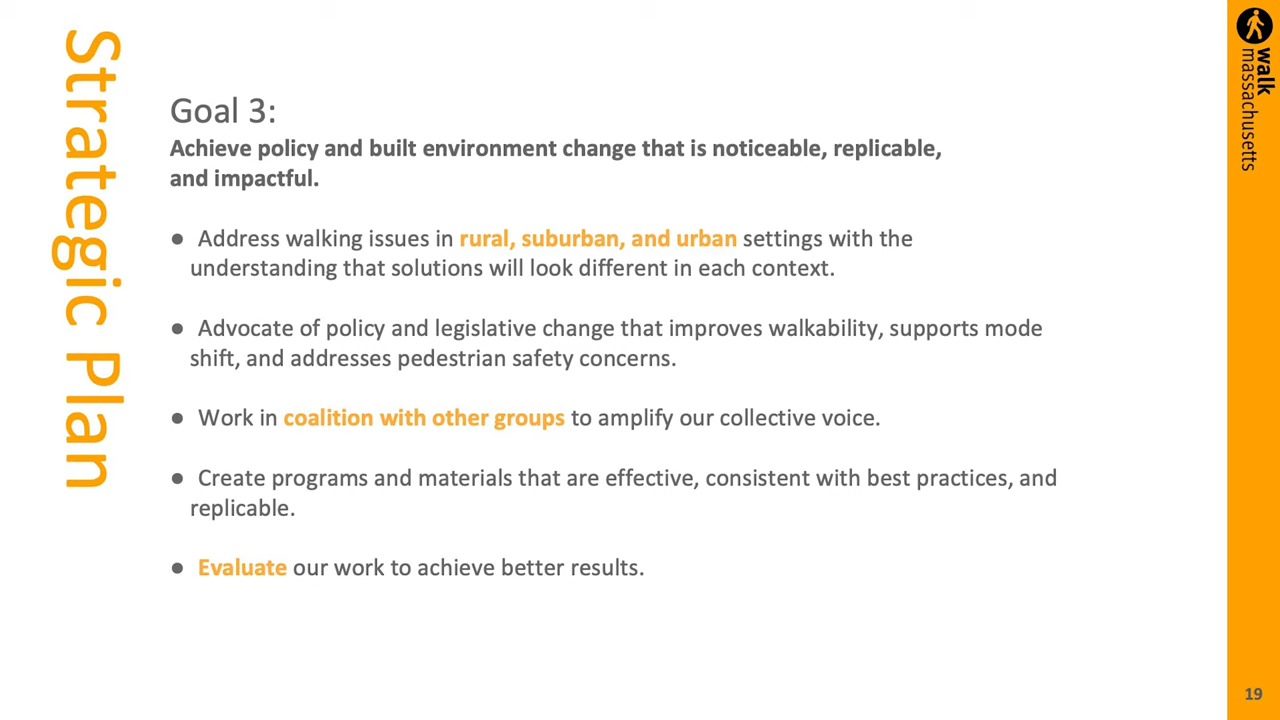 Strategic Plan
Goal 3:
Achieve policy and built environment change that is noticeable, replicable,
and impactful.
● Address walking issues in rural, suburban, and urban settings with the
understanding that solutions will look different in each context.
● Advocate of policy and legislative change that improves walkability, supports mode
shift, and addresses pedestrian safety concerns.
● Work in coalition with other groups to amplify our collective voice.
● Create programs and materials that are effective, consistent with best practices, and
replicable.
● Evaluate our work to achieve better results.
walk
massachusetts
19